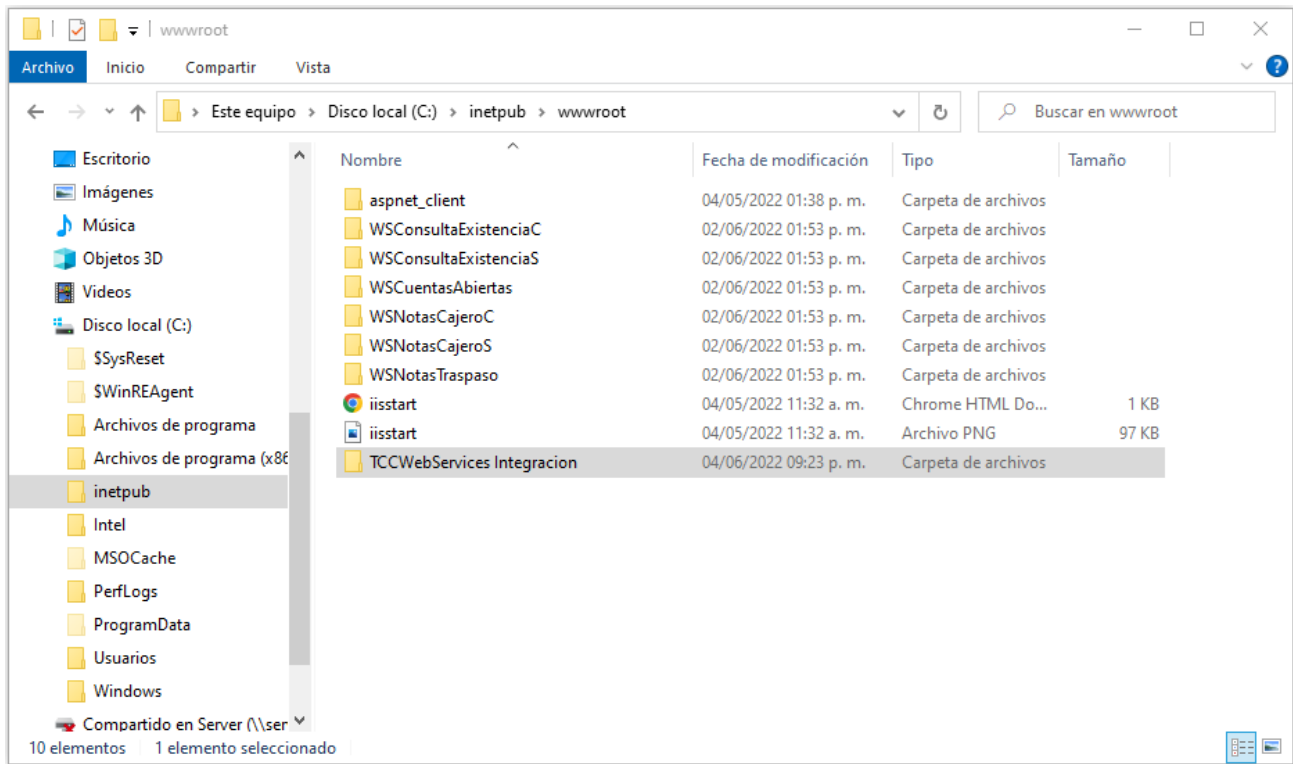 wwwroot
Archivo Inicio Compartir Vista
Este equipo > Disco local (C:) > inetpub > wwwroot Buscar en wwwroot
Escritorio
Imágenes
Música
Objetos 3D
Videos
Disco local (C:)
$SysReset
$WinREAgent
Archivos de programa
Archivos de programa (x86
inetpub
Intel
MSOCache
PerfLogs
ProgramData
Usuarios
Windows
Compartido en Server (\\ser
Nombre Fecha de modificación Tipo Tamaño
aspnet_client 04/05/2022 01:38 p. m. Carpeta de archivos
WSConsultaExistenciaC 02/06/2022 01:53 p. m. Carpeta de archivos
WSConsultaExistenciaS 02/06/2022 01:53 p. m. Carpeta de archivos
WSCuentasAbiertas 02/06/2022 01:53 p. m. Carpeta de archivos
WSNotasCajeroC 02/06/2022 01:53 p. m. Carpeta de archivos
WSNotasCajeroS 02/06/2022 01:53 p. m. Carpeta de archivos
WSNotasTraspaso 02/06/2022 01:53 p. m. Carpeta de archivos
iisstart 04/05/2022 11:32 a. m. Chrome HTML Do... 1 KB
iisstart 04/05/2022 11:32 a. m. Archivo PNG 97 KB
TCCWebServices Integracion 04/06/2022 09:23 p. m. Carpeta de archivos
10 elementos 1 elemento seleccionado